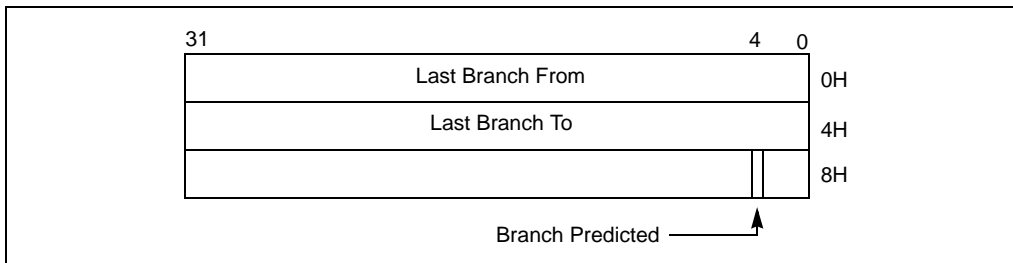 31 4 0
Last Branch From 0H
Last Branch To 4H
8H
Branch Predicted